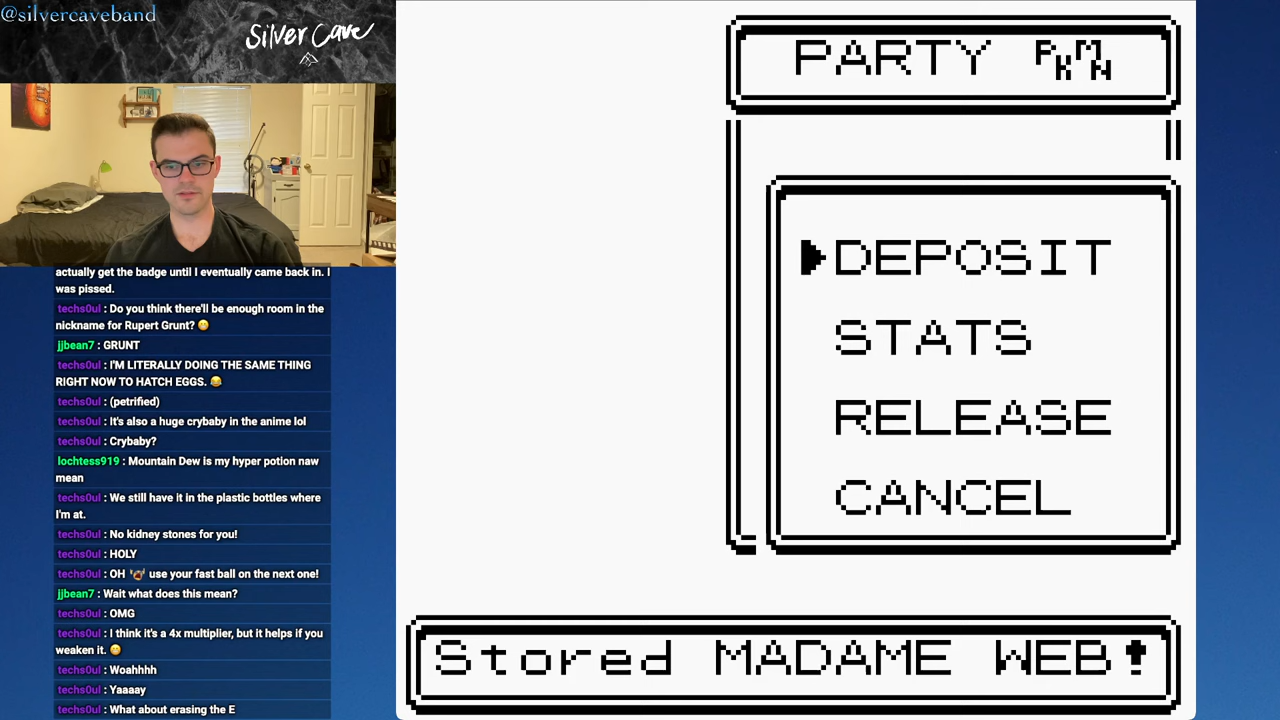 @silvercaveband
Silver Cave
actually get the badge until I eventually came back in. I
was pissed.
techs0ul : Do you think there'll be enough room in the
nickname for Rupert Grunt? 😁
jjbean7 : GRUNT
techs0ul : I'M LITERALLY DOING THE SAME THING
RIGHT NOW TO HATCH EGGS. 😂
techs0ul : (petrified)
techs0ul : It's also a huge crybaby in the anime lol
techs0ul : Crybaby?
lochtess919 : Mountain Dew is my hyper potion naw
mean
techs0ul : We still have it in the plastic bottles where
I'm at.
techs0ul : No kidney stones for you!
techs0ul : HOLY
techs0ul : OH use your fast ball on the next one!
jjbean7 : Wait what does this mean?
techs0ul : OMG
techs0ul : I think it's a 4x multiplier, but it helps if you
weaken it. 😁
techs0ul : Woahhhh
techs0ul : Yaaaay
techs0ul : What about erasing the E
PARTY PKMN
▶DEPOSIT
STATS
RELEASE
CANCEL
Stored MADAME WEB!